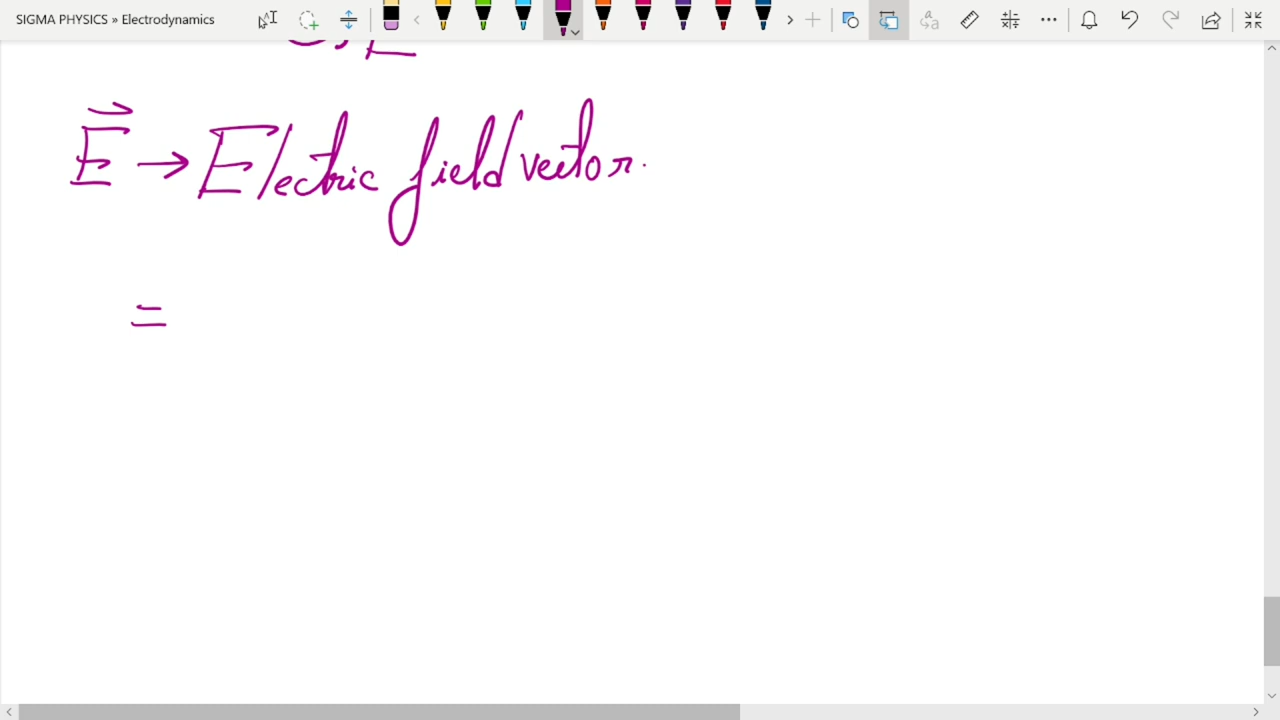 SIGMA PHYSICS » Electrodynamics
E⃗ → Electric field vector.
=